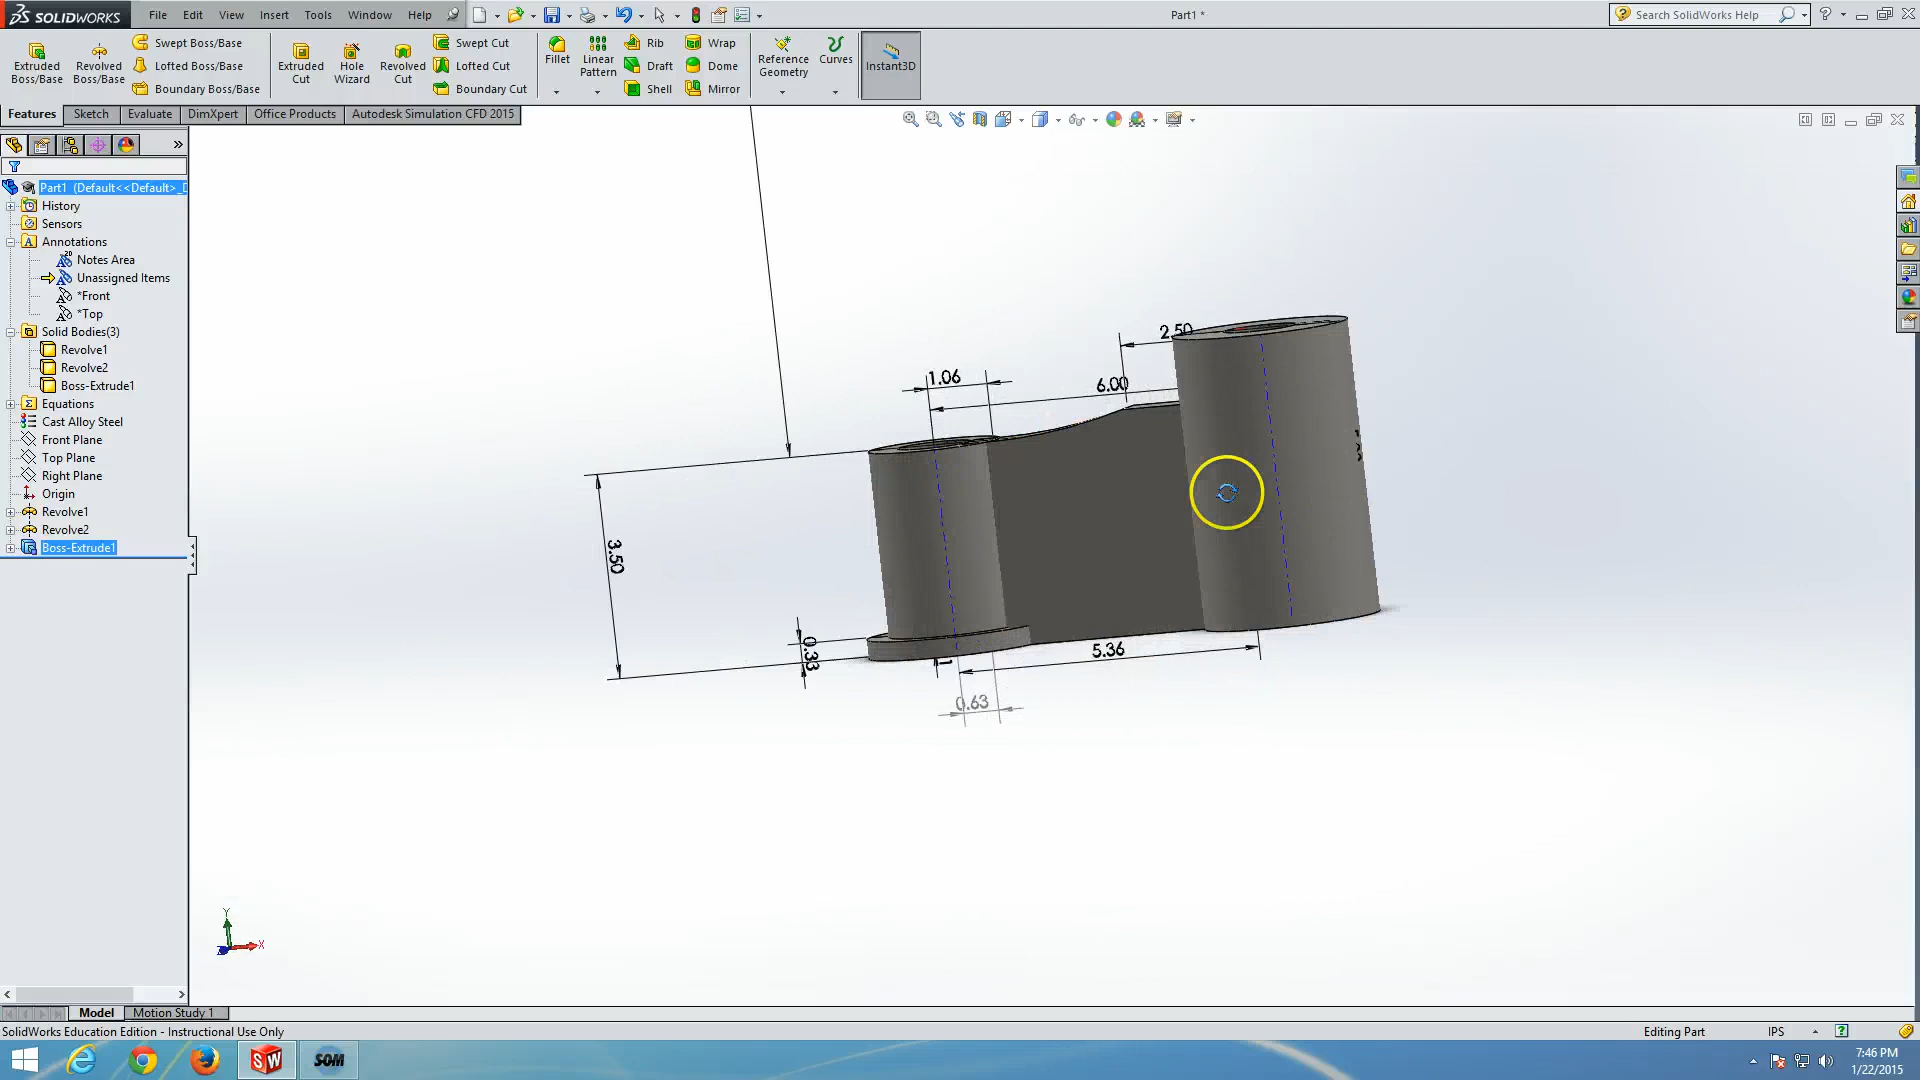 SOLIDWORKS File Edit View Insert Tools Window Help Part1 * Search SolidWorks Help
Extruded Boss/Base
Revolved Boss/Base
Swept Boss/Base
Lofted Boss/Base
Boundary Boss/Base
Extruded Cut
Hole Wizard
Revolved Cut
Swept Cut
Lofted Cut
Boundary Cut
Fillet
Linear Pattern
Rib
Draft
Shell
Wrap
Dome
Mirror
Reference Geometry
Curves
Instant3D
Features Sketch Evaluate DimXpert Office Products Autodesk Simulation CFD 2015
Part1 (Default<<Default>_D
History
Sensors
Annotations
Notes Area
Unassigned Items
*Front
*Top
Solid Bodies(3)
Revolve1
Revolve2
Boss-Extrude1
Equations
Cast Alloy Steel
Front Plane
Top Plane
Right Plane
Origin
Revolve1
Revolve2
Boss-Extrude1
2.50
1.06
6.00
3.50
0.33
5.36
0.63
Y
X
Model Motion Study 1
SolidWorks Education Edition - Instructional Use Only Editing Part IPS
SW SOM
7:46 PM
1/22/2015